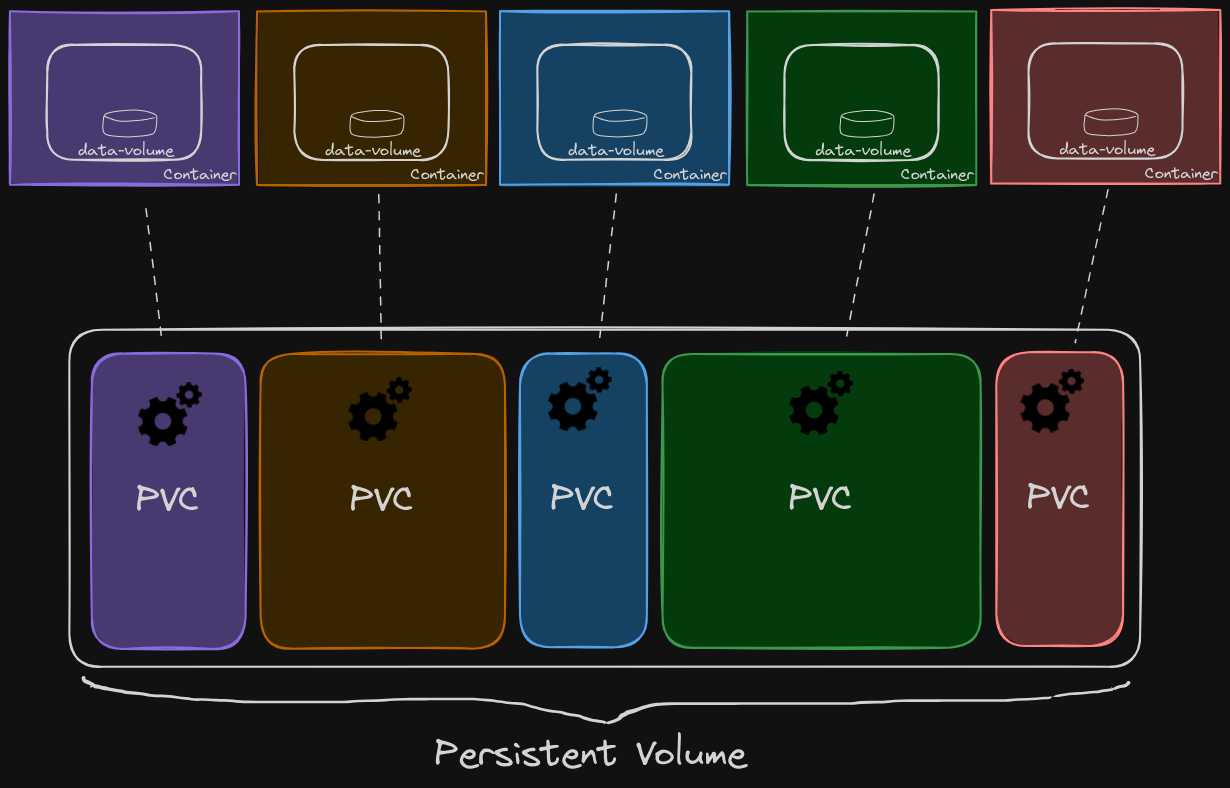 data-volume
Container
data-volume
Container
data-volume
Container
data-volume
Container
data-volume
Container
PVC
PVC
PVC
PVC
PVC
Persistent Volume